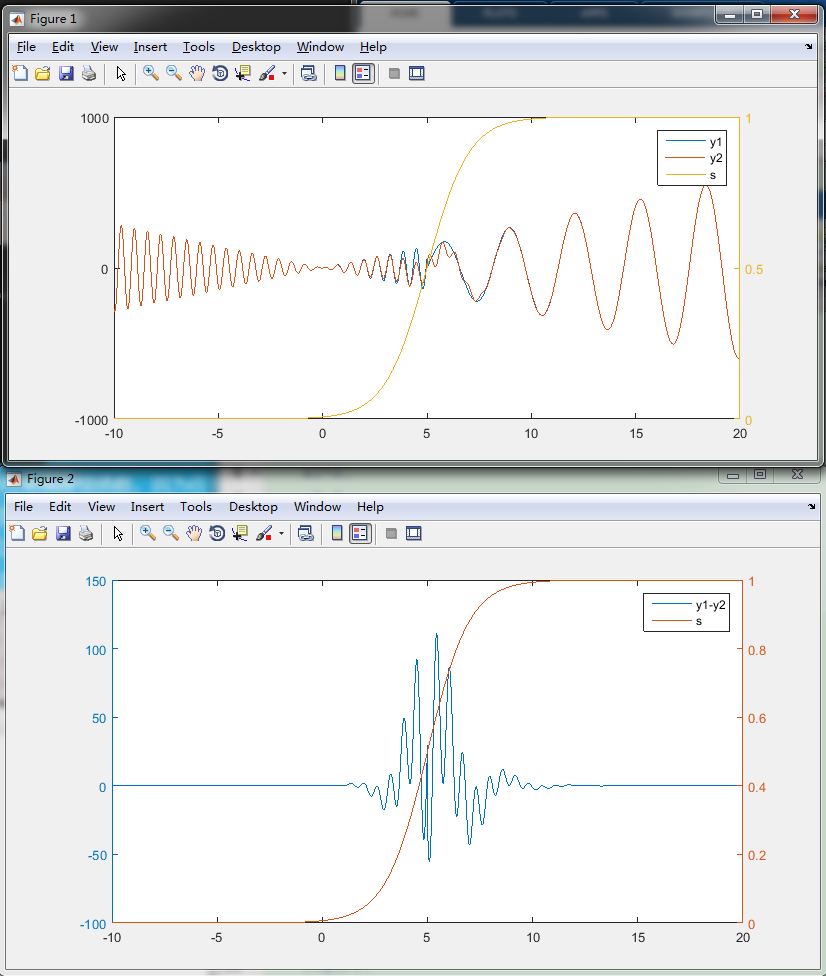 Figure 1
File Edit View Insert Tools Desktop Window Help
1000
0
-1000
1
0.5
0
y1
y2
s
-10 -5 0 5 10 15 20
Figure 2
File Edit View Insert Tools Desktop Window Help
150
100
50
0
-50
-100
1
0.8
0.6
0.4
0.2
0
y1-y2
s
-10 -5 0 5 10 15 20